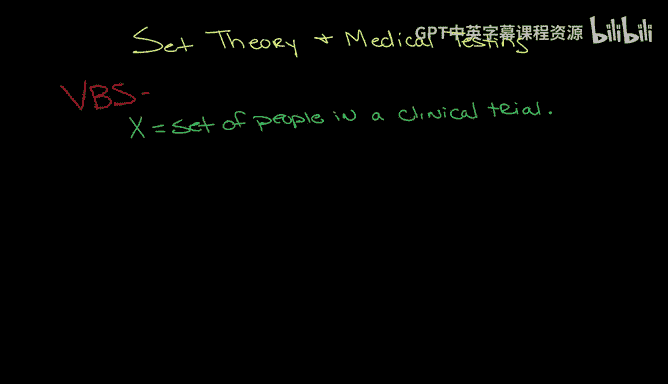 Set Theory & Medical Testing
GPT中英字幕课程资源 bilibili
VBS-
X = set of people in a clinical trial.